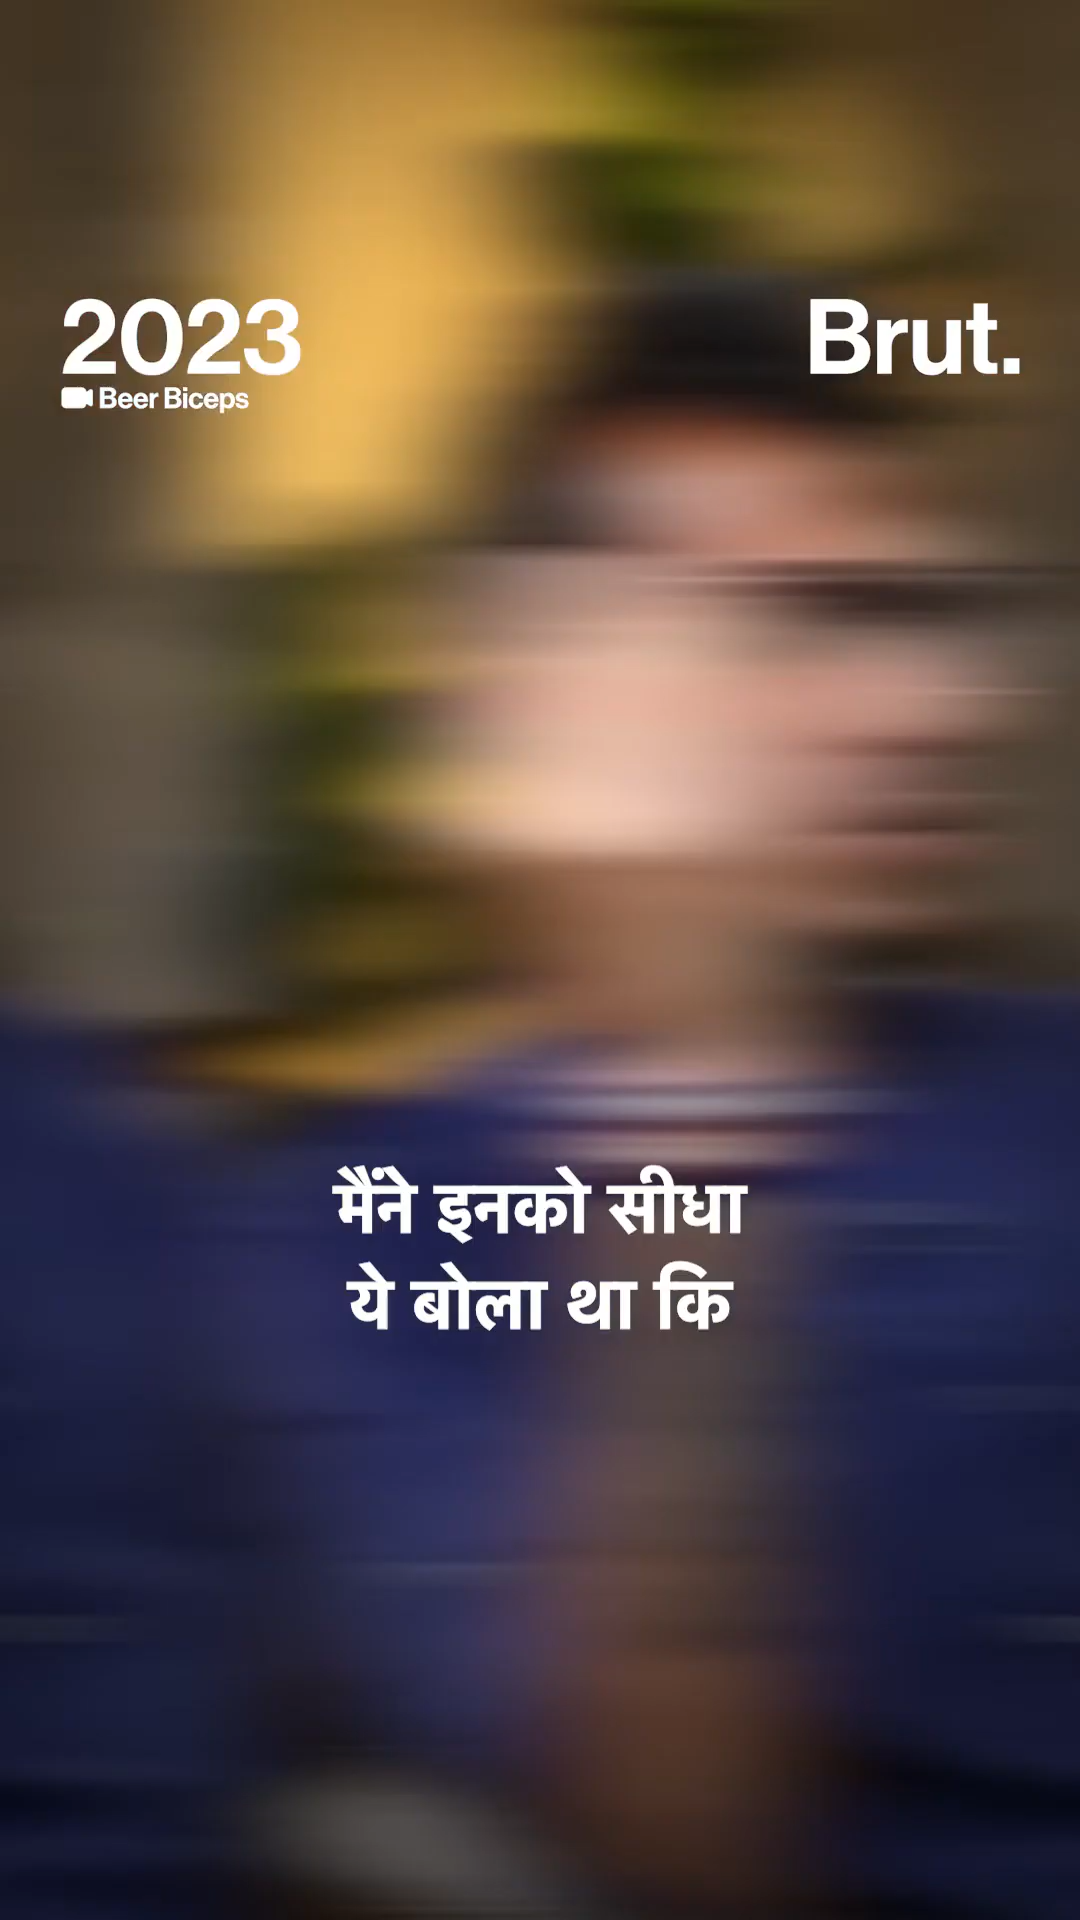 2023
Brut.
Beer Biceps
मैंने इनको सीधा
ये बोला था कि